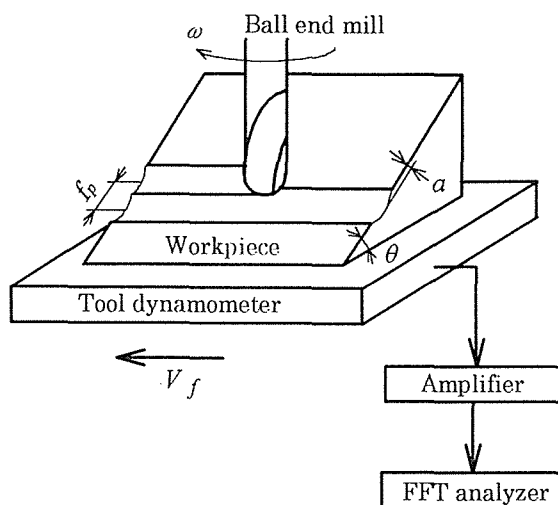 Ball end mill
ω
f_p
a
Workpiece
θ
Tool dynamometer
V_f
Amplifier
FFT analyzer